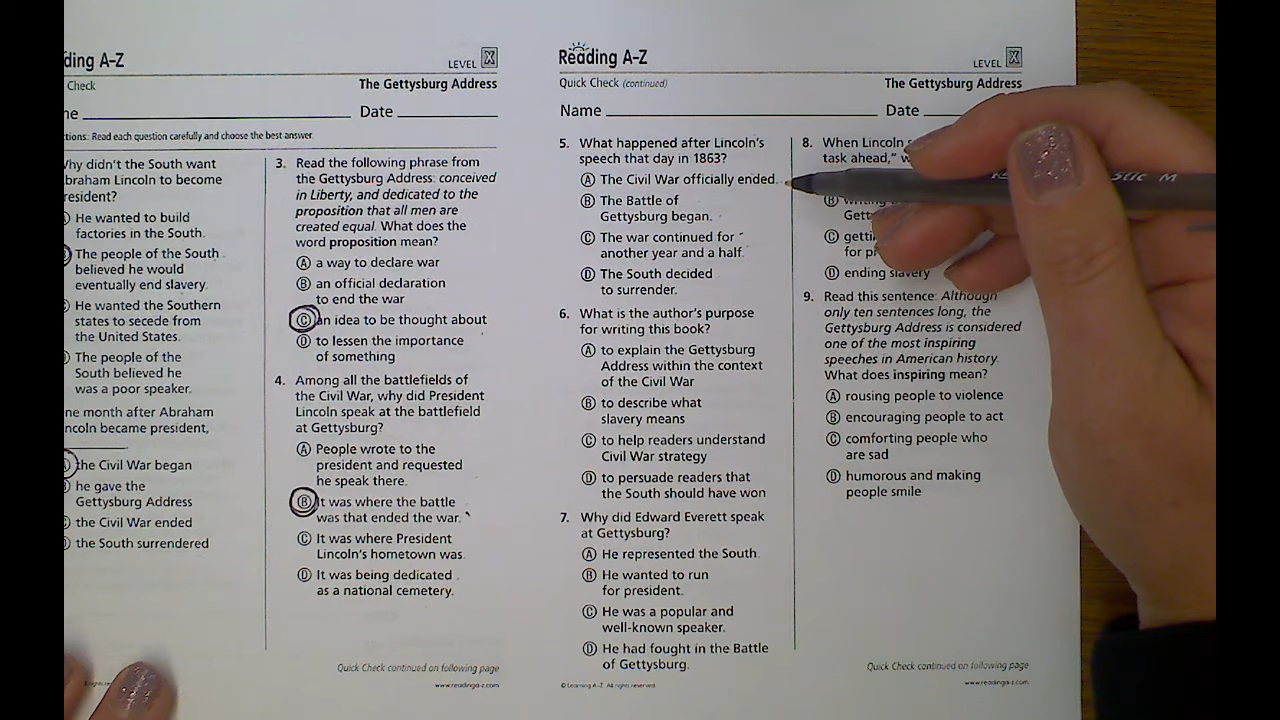 ding A-Z
LEVEL X
Check
The Gettysburg Address
Date
tions: Read each question carefully and choose the best answer.
hy didn't the South want
braham Lincoln to become
resident?
He wanted to build
factories in the South.
B The people of the South
believed he would
eventually end slavery.
He wanted the Southern
states to secede from
the United States.
The people of the
South believed he
was a poor speaker.
ne month after Abraham
ncoln became president,
the Civil War began
he gave the
Gettysburg Address
the Civil War ended
the South surrendered
3. Read the following phrase from
the Gettysburg Address: conceived
in Liberty, and dedicated to the
proposition that all men are
created equal. What does the
word proposition mean?
A a way to declare war
B an official declaration
to end the war
C an idea to be thought about
D to lessen the importance
of something
4. Among all the battlefields of
the Civil War, why did President
Lincoln speak at the battlefield
at Gettysburg?
A People wrote to the
president and requested
he speak there.
B It was where the battle
was that ended the war.
C It was where President
Lincoln's hometown was.
D It was being dedicated
as a national cemetery.
Quick Check continued on following page
www.readinga-z.com
Reading A-Z
LEVEL X
Quick Check (continued)
The Gettysburg Address
Name
Date
5. What happened after Lincoln's
speech that day in 1863?
A The Civil War officially ended.
B The Battle of
Gettysburg began.
C The war continued for
another year and a half.
D The South decided
to surrender.
6. What is the author's purpose
for writing this book?
A to explain the Gettysburg
Address within the context
of the Civil War
B to describe what
slavery means
C to help readers understand
Civil War strategy
D to persuade readers that
the South should have won
7. Why did Edward Everett speak
at Gettysburg?
A He represented the South.
B He wanted to run
for president.
C He was a popular and
well-known speaker.
D He had fought in the Battle
of Gettysburg.
8. When Lincoln
task ahead," w
B writing
Gett
C getti
for p
D ending slavery
9. Read this sentence: Although
only ten sentences long, the
Gettysburg Address is considered
one of the most inspiring
speeches in American history.
What does inspiring mean?
A rousing people to violence
B encouraging people to act
C comforting people who
are sad
D humorous and making
people smile
© Learning A-Z. All rights reserved.
Quick Check continued on following page
www.readinga-z.com